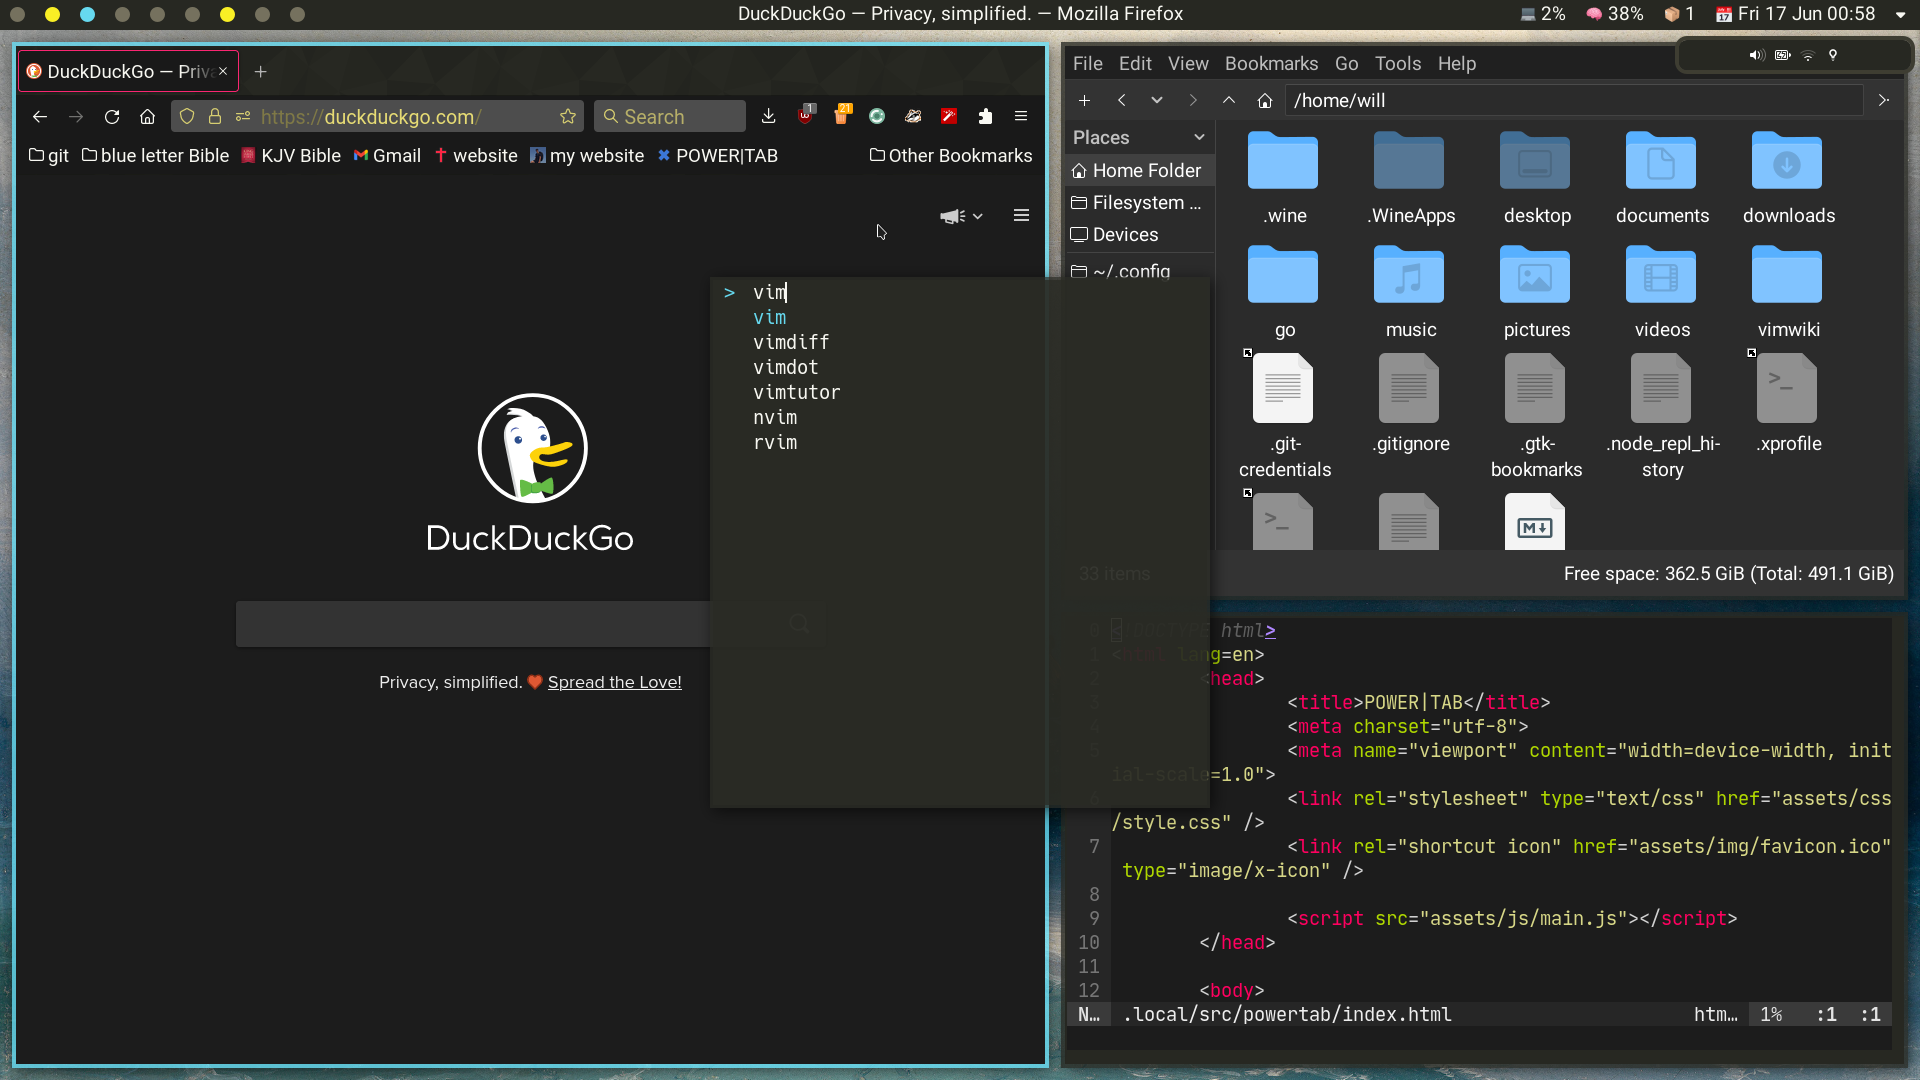 DuckDuckGo — Privacy, simplified. — Mozilla Firefox
2%
38%
1
Fri 17 Jun 00:58
DuckDuckGo — Priv
https://duckduckgo.com/
Search
1
21
git
blue letter Bible
KJV Bible
Gmail
website
my website
POWER|TAB
Other Bookmarks
DuckDuckGo
Privacy, simplified. ❤️ Spread the Love!
> vim
vim
vimdiff
vimdot
vimtutor
nvim
rvim
File Edit View Bookmarks Go Tools Help
/home/will
Places
Home Folder
Filesystem ...
Devices
~/.config
.wine
.WineApps
desktop
documents
downloads
go
music
pictures
videos
vimwiki
.git-
credentials
.gitignore
.gtk-
bookmarks
.node_repl_hi-
story
.xprofile
33 items
Free space: 362.5 GiB (Total: 491.1 GiB)
0 html>
1 < lang=en>
2 <head>
3 <title>POWER|TAB</title>
4 <meta charset="utf-8">
5 <meta name="viewport" content="width=device-width, init
ial-scale=1.0">
6 <link rel="stylesheet" type="text/css" href="assets/css
/style.css" />
7 <link rel="shortcut icon" href="assets/img/favicon.ico"
type="image/x-icon" />
8
9 <script src="assets/js/main.js"></script>
10 </head>
11
12 <body>
N… .local/src/powertab/index.html htm… 1% :1 :1